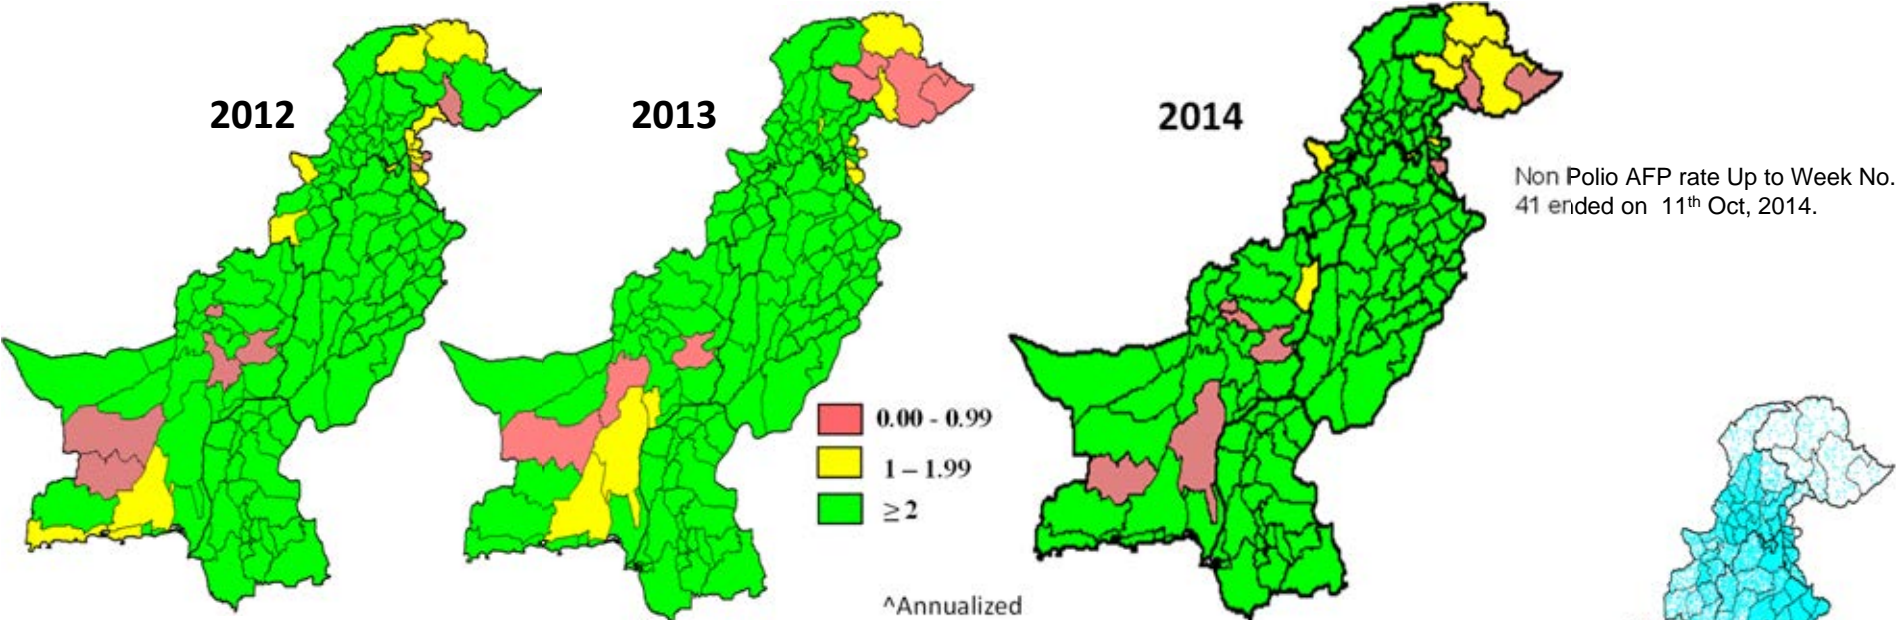 2012
2013
2014
Non Polio AFP rate Up to Week No.
41 ended on 11th Oct, 2014.
0.00 - 0.99
1 – 1.99
≥ 2
^Annualized